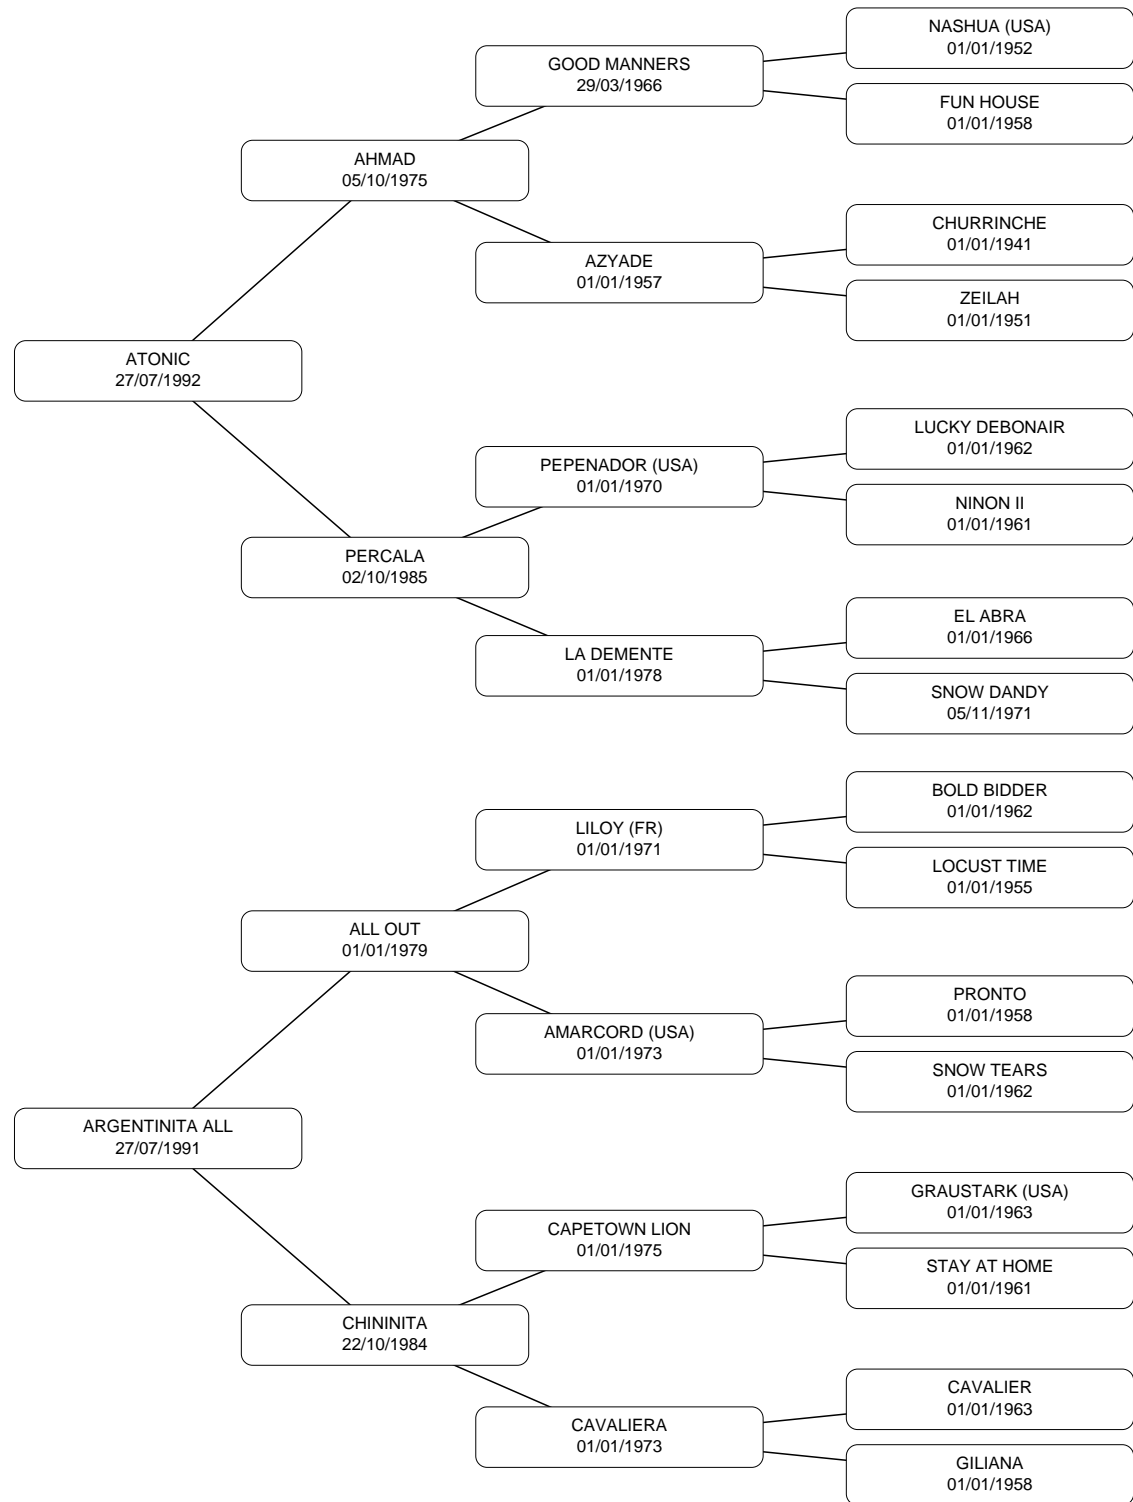 NASHUA (USA)
01/01/1952
GOOD MANNERS
29/03/1966
FUN HOUSE
01/01/1958
AHMAD
05/10/1975
CHURRINCHE
01/01/1941
AZYADE
01/01/1957
ZEILAH
01/01/1951
ATONIC
27/07/1992
LUCKY DEBONAIR
01/01/1962
PEPENADOR (USA)
01/01/1970
NINON II
01/01/1961
PERCALA
02/10/1985
EL ABRA
01/01/1966
LA DEMENTE
01/01/1978
SNOW DANDY
05/11/1971
BOLD BIDDER
01/01/1962
LILOY (FR)
01/01/1971
LOCUST TIME
01/01/1955
ALL OUT
01/01/1979
PRONTO
01/01/1958
AMARCORD (USA)
01/01/1973
SNOW TEARS
01/01/1962
ARGENTINITA ALL
27/07/1991
GRAUSTARK (USA)
01/01/1963
CAPETOWN LION
01/01/1975
STAY AT HOME
01/01/1961
CHININITA
22/10/1984
CAVALIER
01/01/1963
CAVALIERA
01/01/1973
GILIANA
01/01/1958